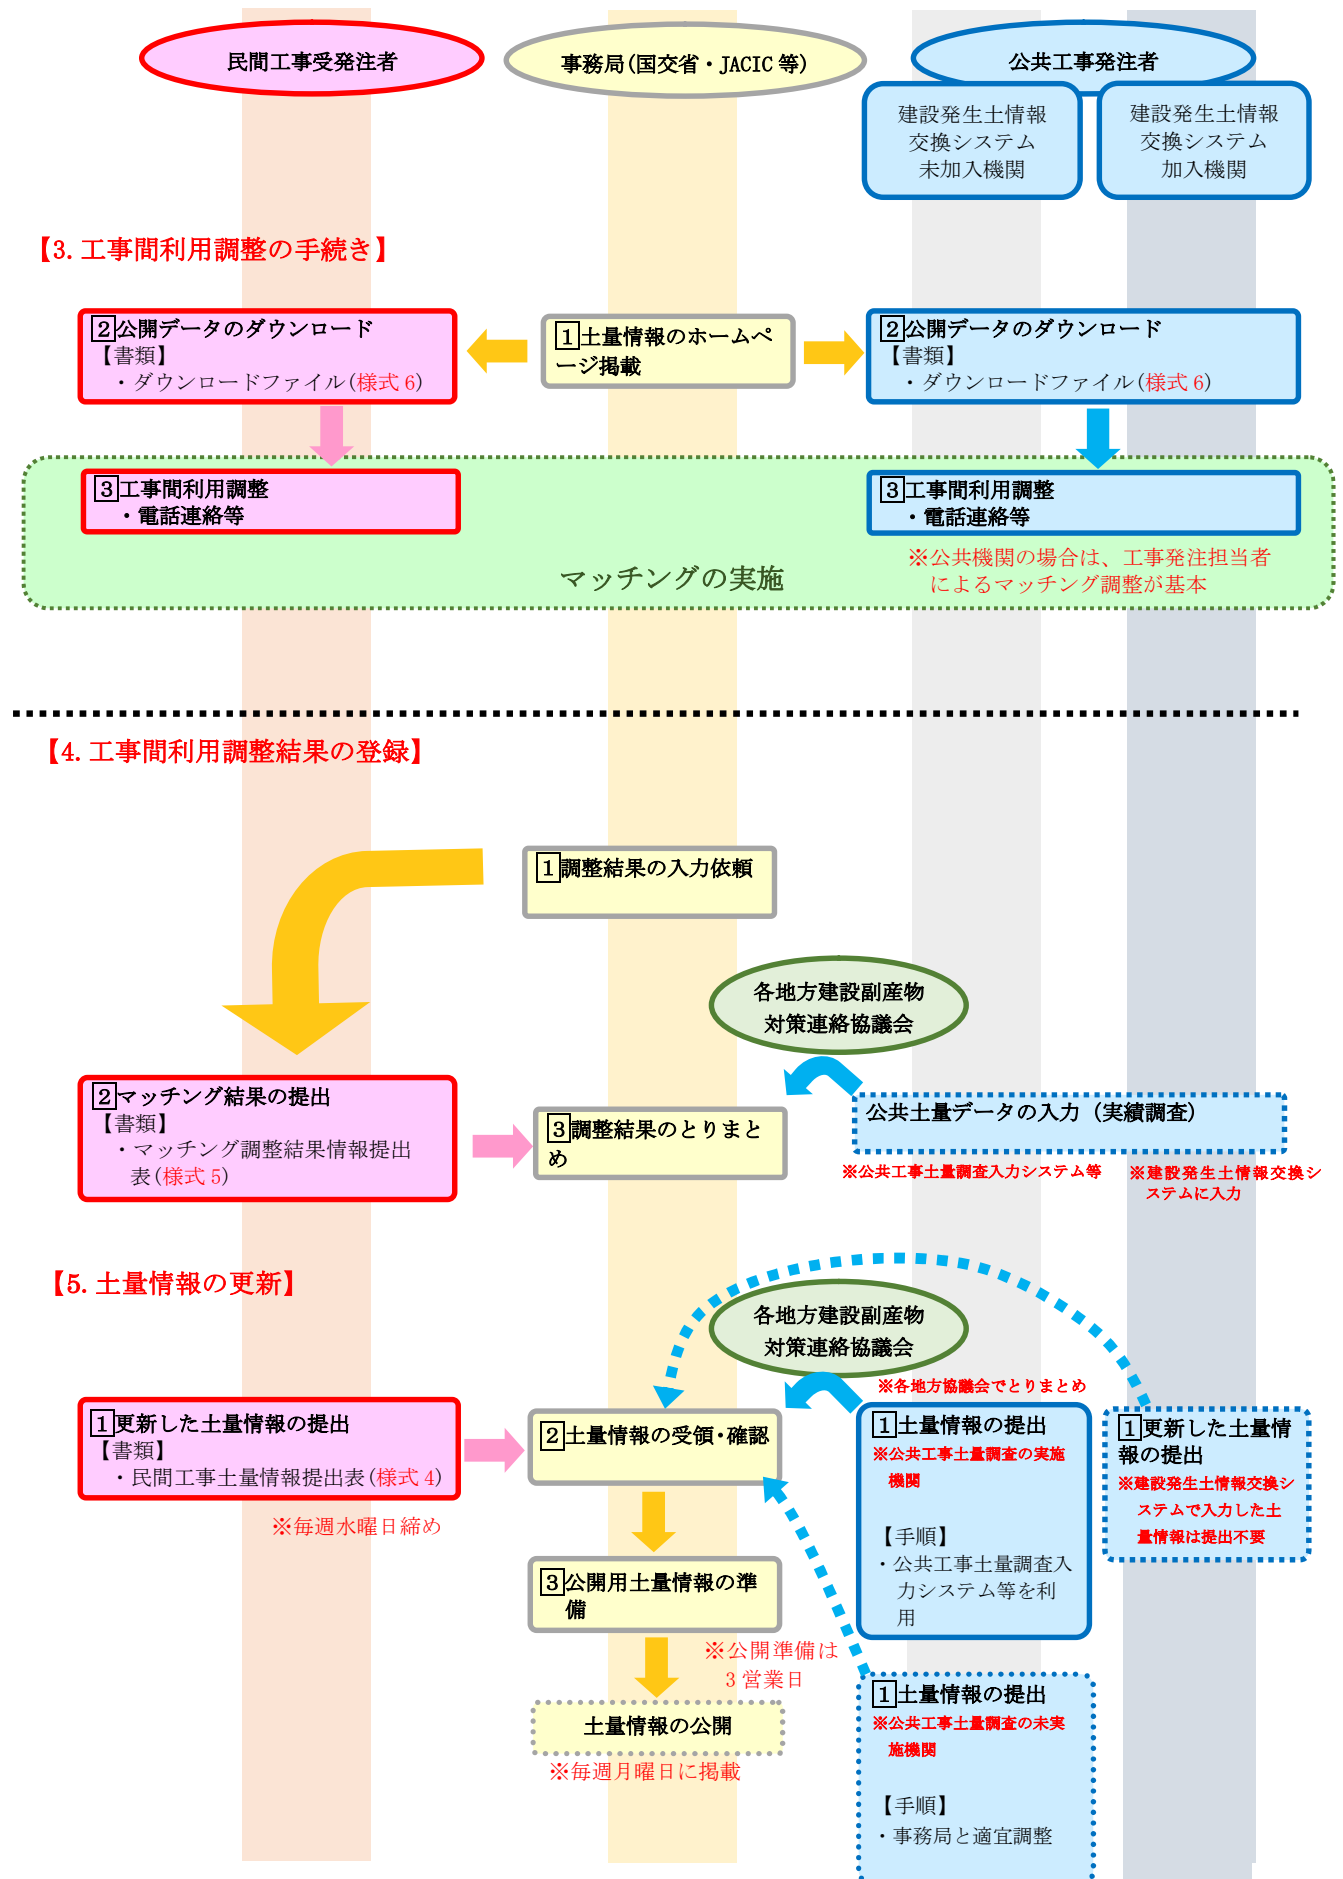 民間工事受発注者
事務局(国交省・JACIC 等)
公共工事発注者
建設発生土情報
交換システム
未加入機関
建設発生土情報
交換システム
加入機関
【3. 工事間利用調整の手続き】
2公開データのダウンロード
【書類】
・ダウンロードファイル(様式 6)
1土量情報のホームペ
ージ掲載
2公開データのダウンロード
【書類】
・ダウンロードファイル(様式 6)
3工事間利用調整
・電話連絡等
3工事間利用調整
・電話連絡等
マッチングの実施
※公共機関の場合は、工事発注担当者
によるマッチング調整が基本
【4. 工事間利用調整結果の登録】
1調整結果の入力依頼
各地方建設副産物
対策連絡協議会
2マッチング結果の提出
【書類】
・マッチング調整結果情報提出
表(様式 5)
3調整結果のとりまと
め
公共土量データの入力（実績調査）
※公共工事土量調査入力システム等
※建設発生土情報交換シ
ステムに入力
【5. 土量情報の更新】
各地方建設副産物
対策連絡協議会
※各地方協議会でとりまとめ
1更新した土量情報の提出
【書類】
・民間工事土量情報提出表(様式 4)
※毎週水曜日締め
2土量情報の受領・確認
1土量情報の提出
※公共工事土量調査の実施
機関
【手順】
・公共工事土量調査入
力システム等を利
用
1更新した土量情
報の提出
※建設発生土情報交換シ
ステムで入力した土
量情報は提出不要
3公開用土量情報の準
備
※公開準備は
3 営業日
土量情報の公開
※毎週月曜日に掲載
1土量情報の提出
※公共工事土量調査の未実
施機関
【手順】
・事務局と適宜調整